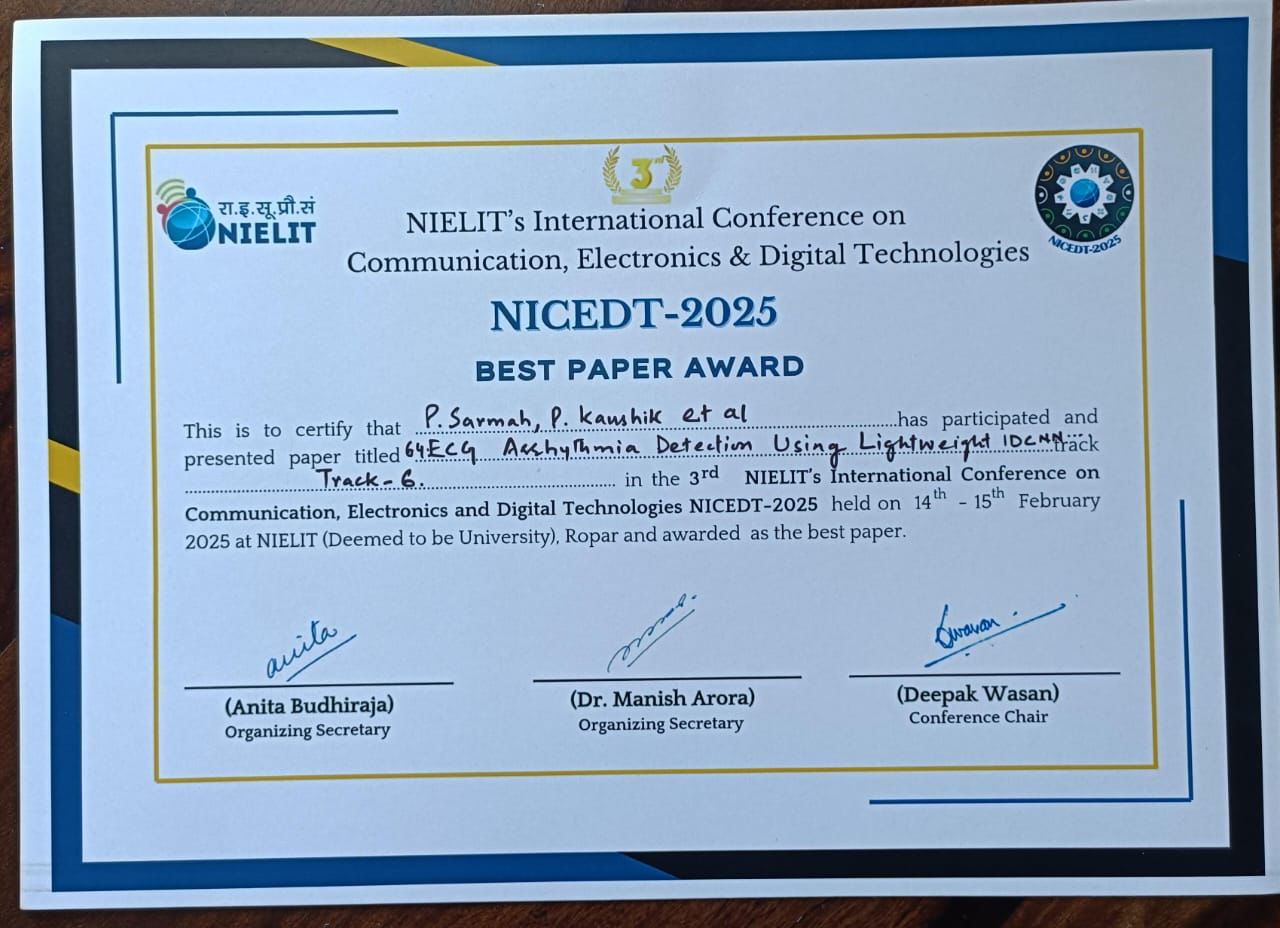 3rd
रा.इ.सू.प्रौ.सं
NIELIT
NICEDT-2025
NIELIT's International Conference on
Communication, Electronics & Digital Technologies
NICEDT-2025
BEST PAPER AWARD
This is to certify that P. Sarmah, P. Kaushik et al has participated and
presented paper titled 64ECG Arrhythmia Detection Using Lightweight 1DCNN track
Track-6. in the 3rd NIELIT's International Conference on
Communication, Electronics and Digital Technologies NICEDT-2025 held on 14th - 15th February
2025 at NIELIT (Deemed to be University), Ropar and awarded as the best paper.
anita
(Anita Budhiraja)
Organizing Secretary
(Dr. Manish Arora)
Organizing Secretary
(Deepak Wasan)
Conference Chair